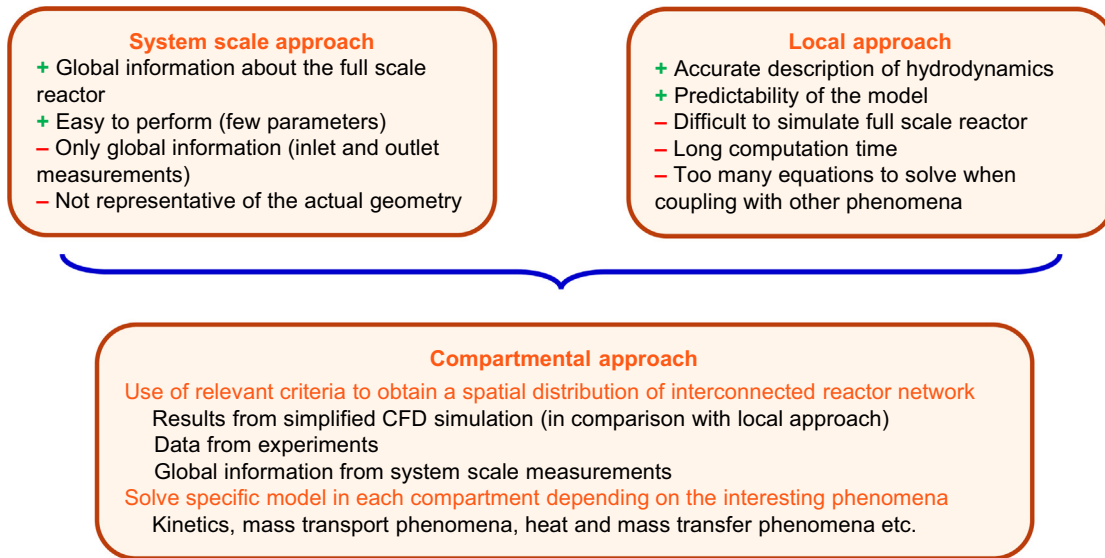 System scale approach
+ Global information about the full scale
reactor
+ Easy to perform (few parameters)
– Only global information (inlet and outlet
measurements)
– Not representative of the actual geometry
Local approach
+ Accurate description of hydrodynamics
+ Predictability of the model
– Difficult to simulate full scale reactor
– Long computation time
– Too many equations to solve when
coupling with other phenomena
Compartmental approach
Use of relevant criteria to obtain a spatial distribution of interconnected reactor network
Results from simplified CFD simulation (in comparison with local approach)
Data from experiments
Global information from system scale measurements
Solve specific model in each compartment depending on the interesting phenomena
Kinetics, mass transport phenomena, heat and mass transfer phenomena etc.